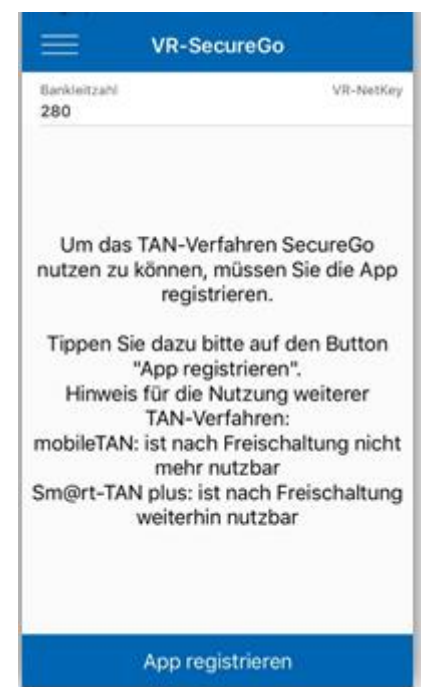 VR-SecureGo
Bankleitzahl VR-NetKey
280
Um das TAN-Verfahren SecureGo
nutzen zu können, müssen Sie die App
registrieren.
Tippen Sie dazu bitte auf den Button
"App registrieren".
Hinweis für die Nutzung weiterer
TAN-Verfahren:
mobileTAN: ist nach Freischaltung nicht
mehr nutzbar
Sm@rt-TAN plus: ist nach Freischaltung
weiterhin nutzbar
App registrieren